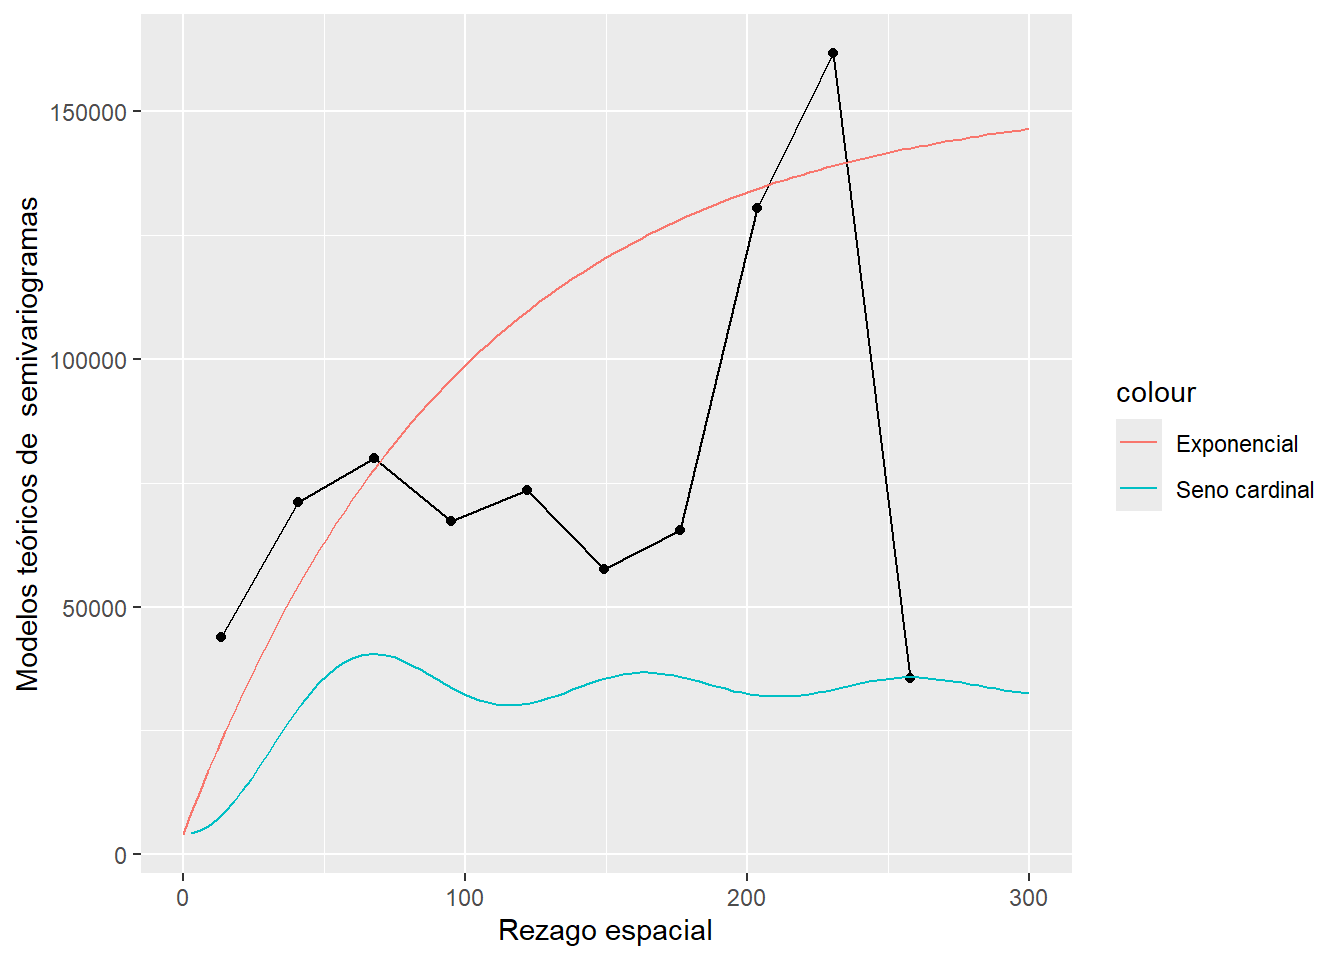 Modelos teóricos de  semivariogramas
150000
100000
50000
0
0 100 200 300
Rezago espacial
colour
Exponencial
Seno cardinal